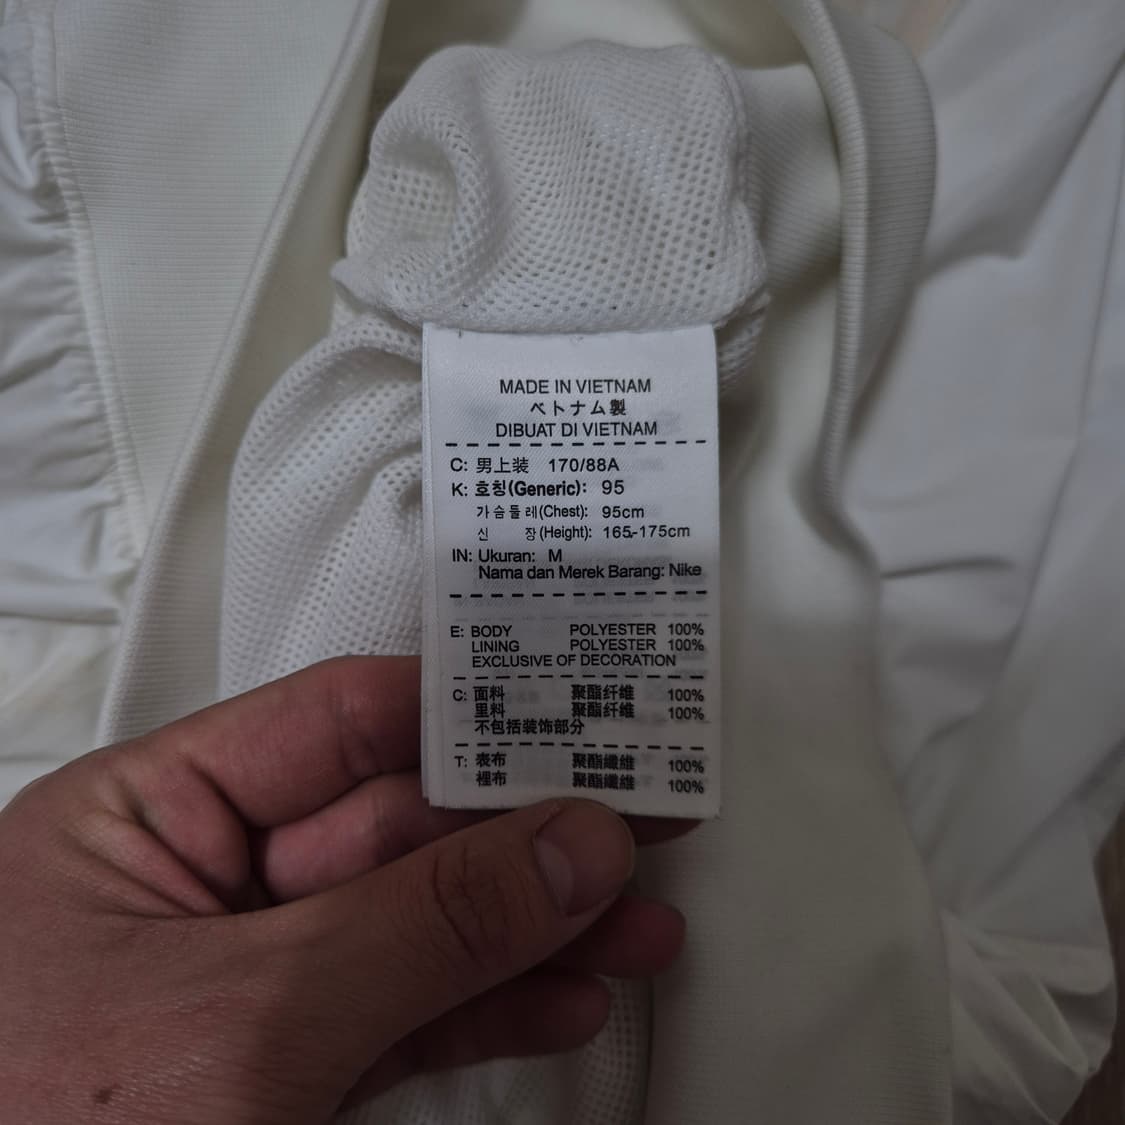 MADE IN VIETNAM
ベトナム製
DIBUAT DI VIETNAM
C: 男上装 170/88A
K: 호칭(Generic): 95
가슴둘레(Chest): 95cm
신 장(Height): 165-175cm
IN: Ukuran: M
Nama dan Merek Barang: Nike
E: BODY POLYESTER 100%
LINING POLYESTER 100%
EXCLUSIVE OF DECORATION
C: 面料 聚酯纤维 100%
里料 聚酯纤维 100%
不包括装饰部分
T: 表布 聚酯纖維 100%
裡布 聚酯纖維 100%